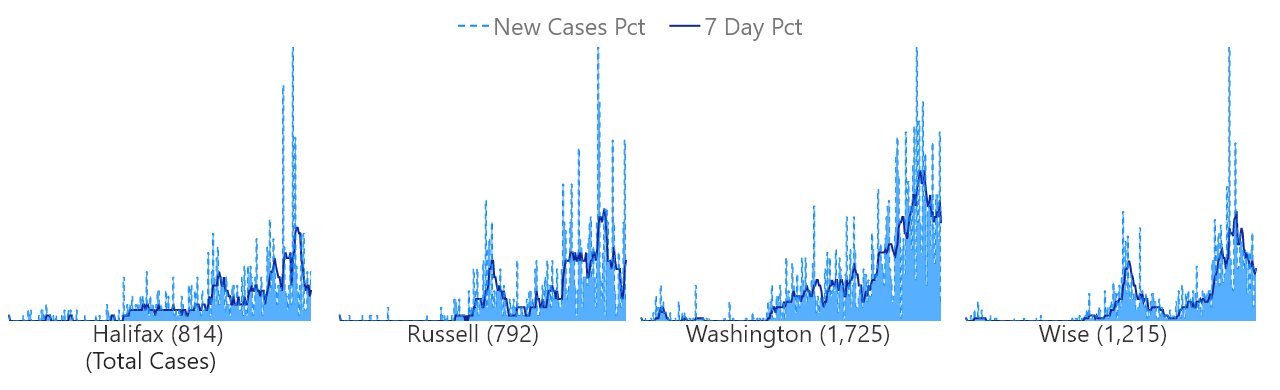 New Cases Pct 7 Day Pct
Halifax (814) Russell (792) Washington (1,725) Wise (1,215)
(Total Cases)